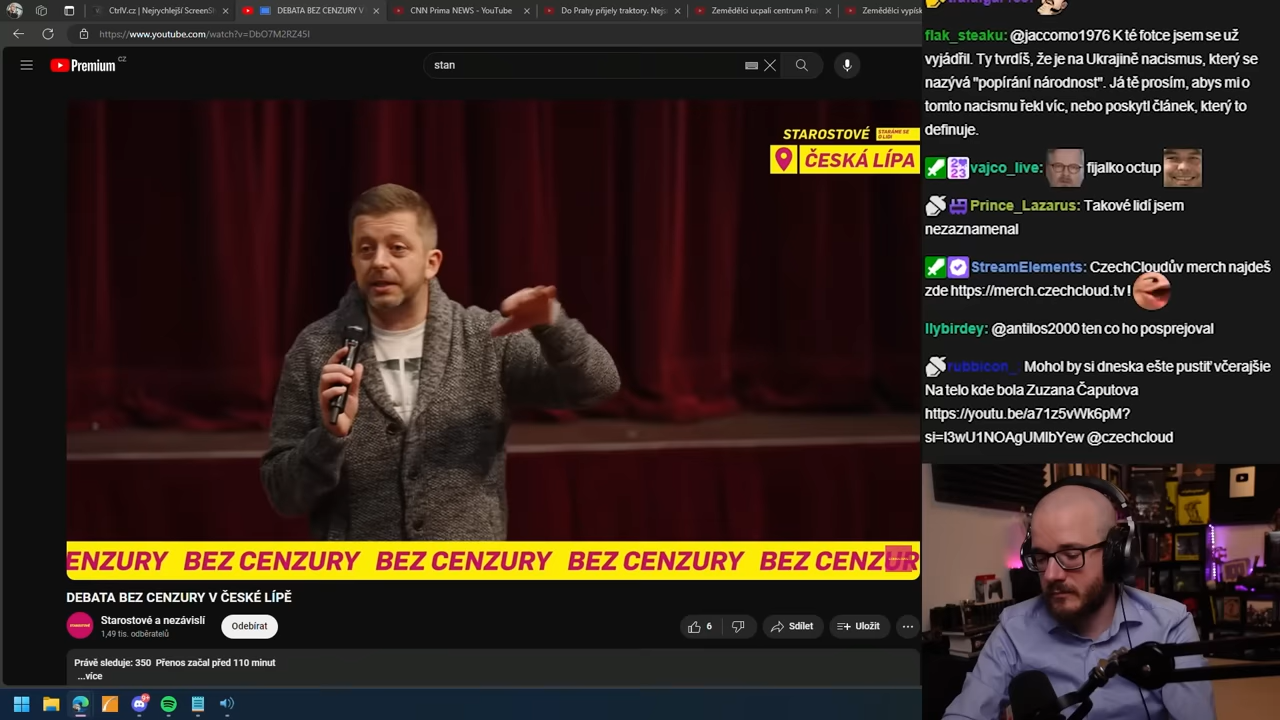 CtrlV.cz | Nejrychlejší ScreenSh
DEBATA BEZ CENZURY V
CNN Prima NEWS - YouTube
Do Prahy přijely traktory. Nejs
Zemědělci ucpali centrum Pra
Zemědělci vypísk
https://www.youtube.com/watch?v=DbO7M2RZ45I
Premium CZ
stan
STAROSTOVÉ
STARÁME SE
O LIDI
ČESKÁ LÍPA
ENZURY BEZ CENZURY BEZ CENZURY BEZ CENZURY BEZ CENZUR
DEBATA BEZ CENZURY V ČESKÉ LÍPĚ
Starostové a nezávislí
1,49 tis. odběratelů
Odebírat
6
Sdílet
Uložit
Právě sleduje: 350 Přenos začal před 110 minut
...více
flak_steaku: @jaccomo1976 K té fotce jsem se už
vyjádřil. Ty tvrdíš, že je na Ukrajině nacismus, který se
nazývá "popírání národnost". Já tě prosím, abys mi o
tomto nacismu řekl víc, nebo poskytl článek, který to
definuje.
vajco_live: fijalko octup
Prince_Lazarus: Takové lidí jsem
nezaznamenal
StreamElements: CzechCloudův merch najdeš
zde https://merch.czechcloud.tv !
llybirdey: @antilos2000 ten co ho posprejoval
rubbicon_: Mohol by si dneska ešte pustiť včerajšie
Na telo kde bola Zuzana Čaputova
https://youtu.be/a71z5vWk6pM?
si=I3wU1NOAgUMlbYew @czechcloud